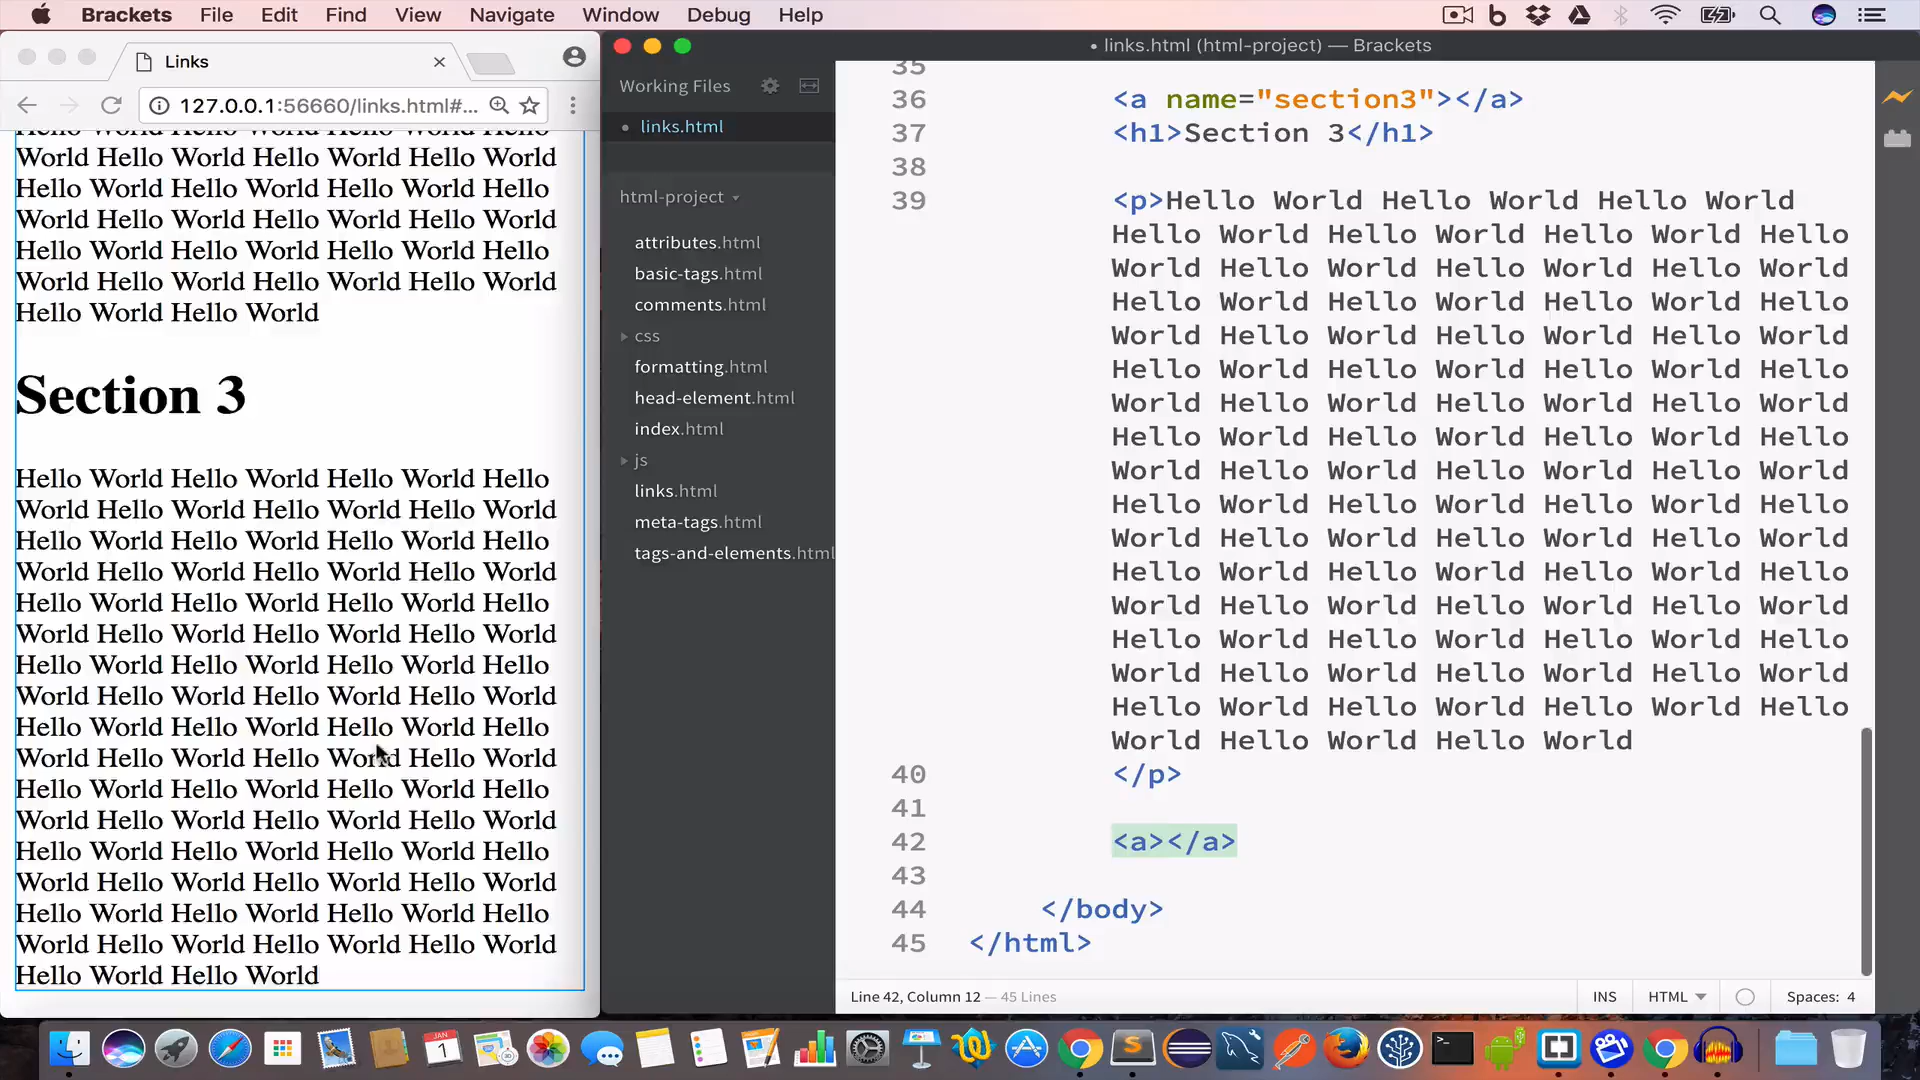 Brackets File Edit Find View Navigate Window Debug Help
Links
127.0.0.1:56660/links.html#...
Hello World Hello World Hello World Hello
World Hello World Hello World Hello World
Hello World Hello World Hello World Hello
World Hello World Hello World Hello World
Hello World Hello World Hello World Hello
World Hello World Hello World Hello World
Hello World Hello World
Section 3
Hello World Hello World Hello World Hello
World Hello World Hello World Hello World
Hello World Hello World Hello World Hello
World Hello World Hello World Hello World
Hello World Hello World Hello World Hello
World Hello World Hello World Hello World
Hello World Hello World Hello World Hello
World Hello World Hello World Hello World
Hello World Hello World Hello World Hello
World Hello World Hello World Hello World
Hello World Hello World Hello World Hello
World Hello World Hello World Hello World
Hello World Hello World Hello World Hello
World Hello World Hello World Hello World
Hello World Hello World Hello World Hello
World Hello World Hello World Hello World
Hello World Hello World
• links.html (html-project) — Brackets
Working Files
• links.html
html-project
attributes.html
basic-tags.html
comments.html
css
formatting.html
head-element.html
index.html
js
links.html
meta-tags.html
tags-and-elements.html
35
36 <a name="section3"></a>
37 <h1>Section 3</h1>
38
39 <p>Hello World Hello World Hello World
Hello World Hello World Hello World Hello
World Hello World Hello World Hello World
Hello World Hello World Hello World Hello
World Hello World Hello World Hello World
Hello World Hello World Hello World Hello
World Hello World Hello World Hello World
Hello World Hello World Hello World Hello
World Hello World Hello World Hello World
Hello World Hello World Hello World Hello
World Hello World Hello World Hello World
Hello World Hello World Hello World Hello
World Hello World Hello World Hello World
Hello World Hello World Hello World Hello
World Hello World Hello World Hello World
Hello World Hello World Hello World Hello
World Hello World Hello World
40 </p>
41
42 <a></a>
43
44 </body>
45 </html>
Line 42, Column 12 — 45 Lines
INS HTML Spaces: 4
JAN
1